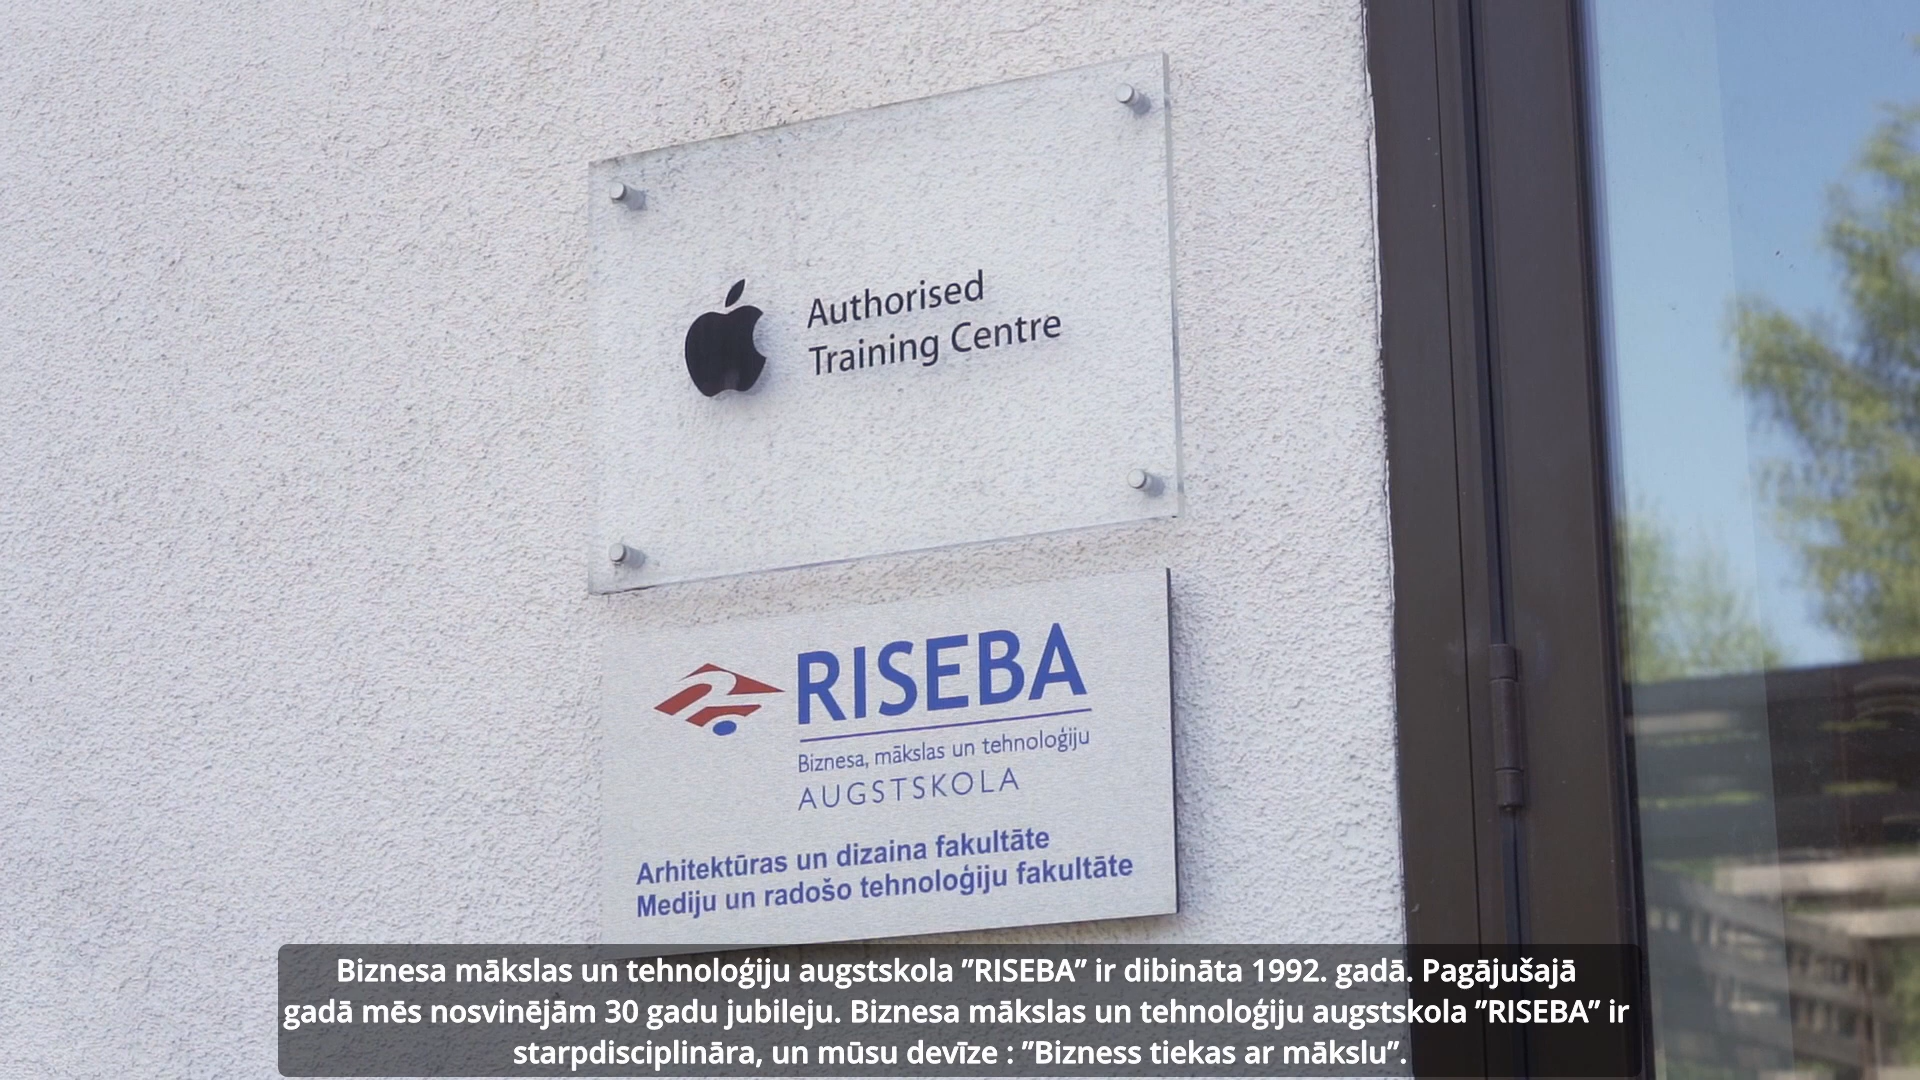 Authorised
Training Centre
RISEBA
Biznesa, mākslas un tehnoloģiju
AUGSTSKOLA
Arhitektūras un dizaina fakultāte
Mediju un radošo tehnoloģiju fakultāte
Biznesa mākslas un tehnoloģiju augstskola ”RISEBA” ir dibināta 1992. gadā. Pagājušajā
gadā mēs nosvinējām 30 gadu jubileju. Biznesa mākslas un tehnoloģiju augstskola ”RISEBA” ir
starpdisciplināra, un mūsu devīze : ”Bizness tiekas ar mākslu”.